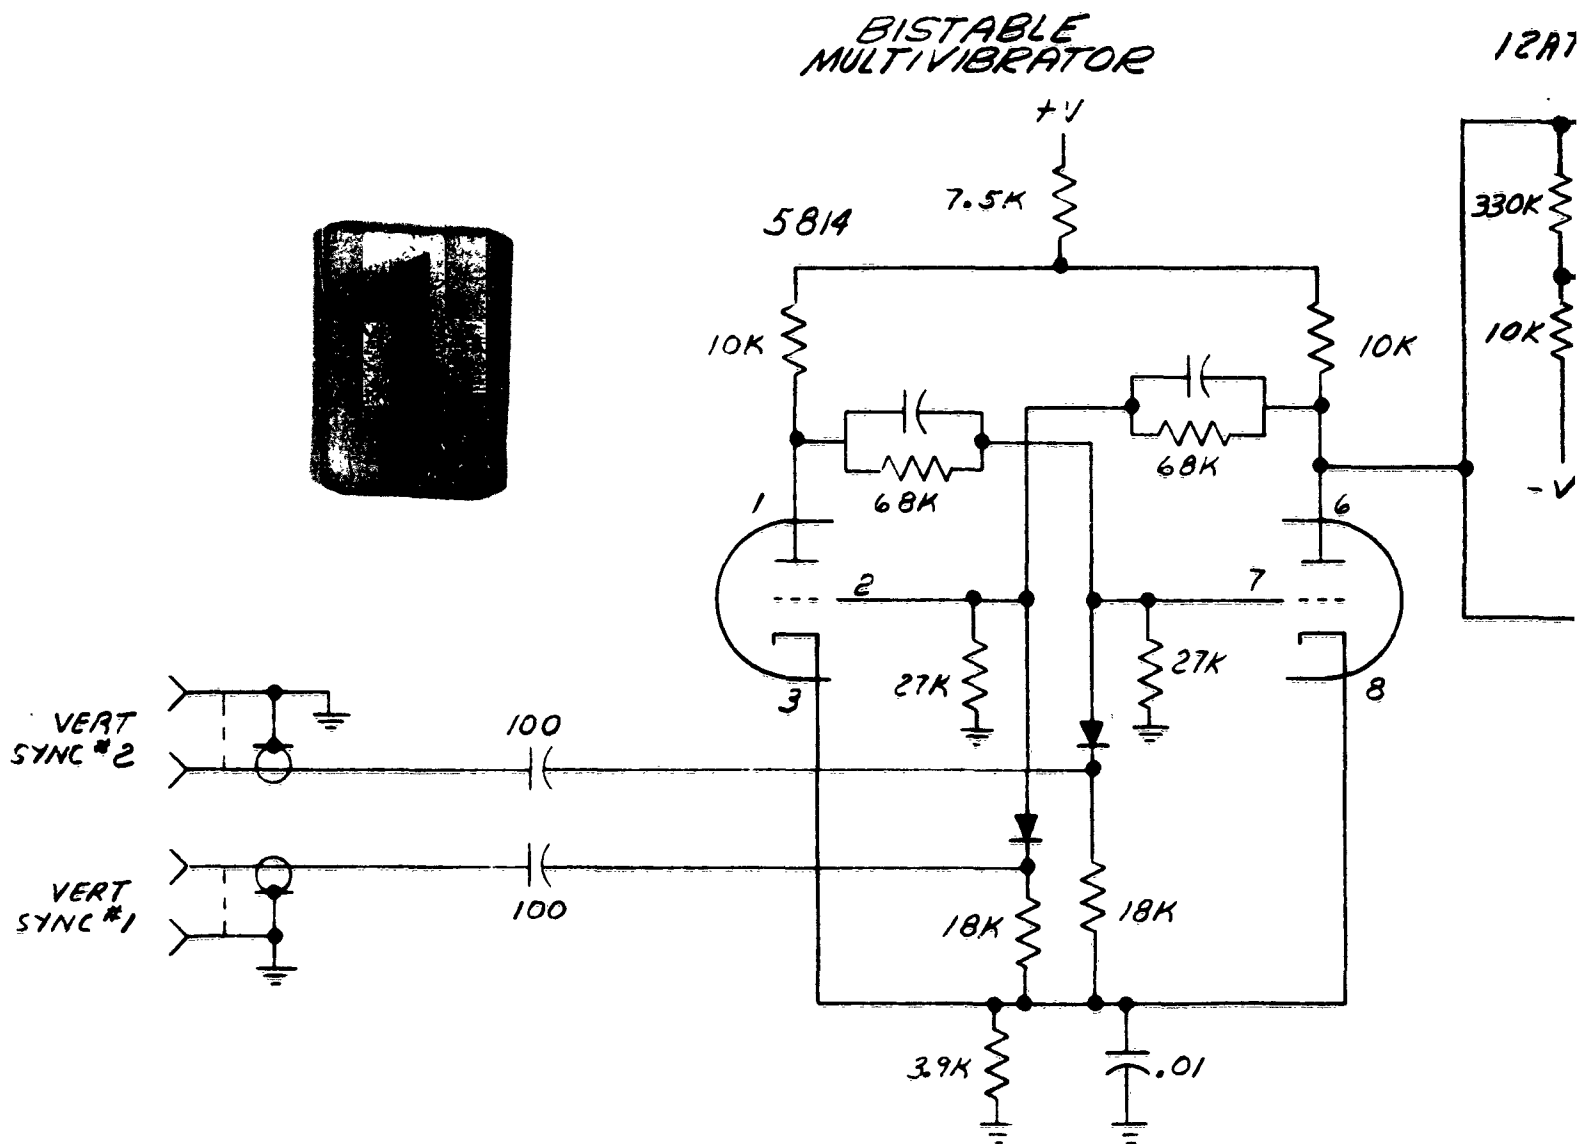 BISTABLE
MULTIVIBRATOR
12AT
+V
7.5K
5814
330K
10K
10K
10K
68K
68K
-V
1
6
2
7
27K
27K
3
8
VERT
SYNC #2
100
VERT
SYNC #1
100
18K
18K
3.9K
.01